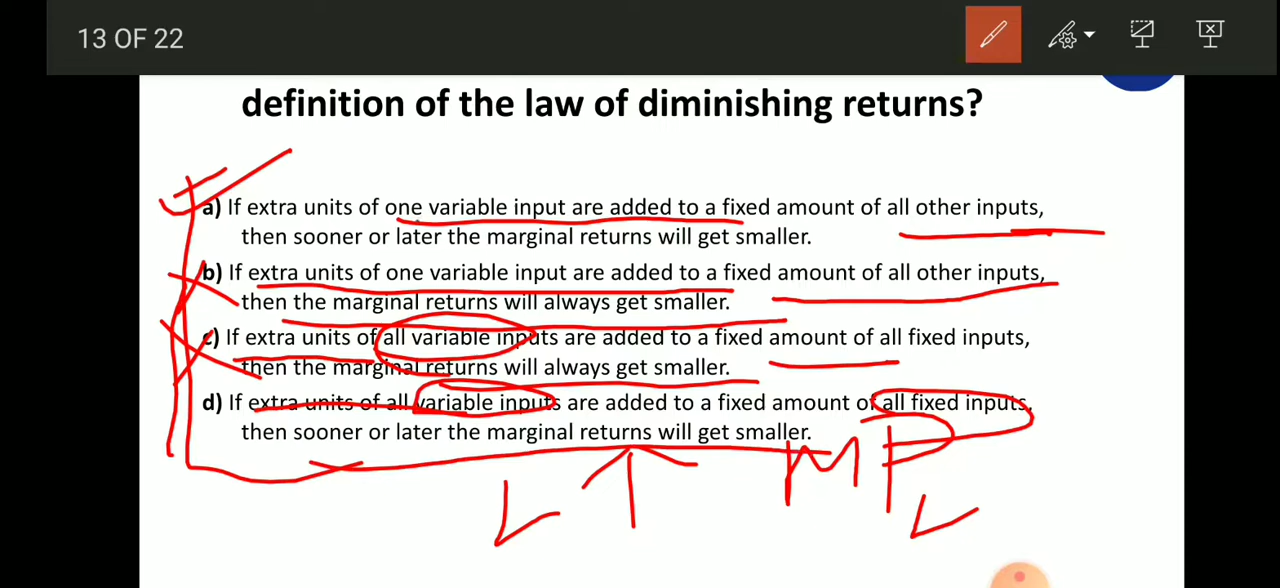 13 OF 22
definition of the law of diminishing returns?
a) If extra units of one variable input are added to a fixed amount of all other inputs,
then sooner or later the marginal returns will get smaller.
b) If extra units of one variable input are added to a fixed amount of all other inputs,
then the marginal returns will always get smaller.
c) If extra units of all variable inputs are added to a fixed amount of all fixed inputs,
then the marginal returns will always get smaller.
d) If extra units of all variable inputs are added to a fixed amount of all fixed inputs,
then sooner or later the marginal returns will get smaller.
L ↑ MPL